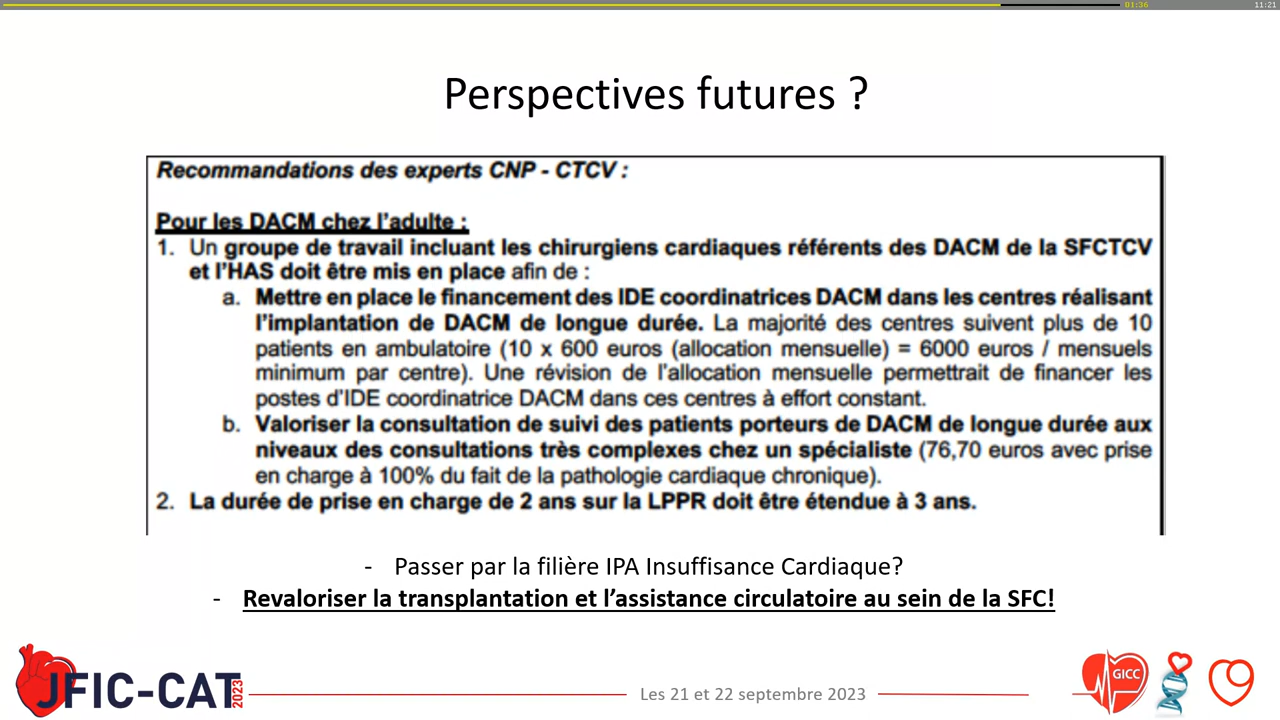 01:36
11:21
Perspectives futures ?
Recommandations des experts CNP - CTCV :
Pour les DACM chez l'adulte :
1. Un groupe de travail incluant les chirurgiens cardiaques référents des DACM de la SFCTCV
et l'HAS doit être mis en place afin de :
a. Mettre en place le financement des IDE coordinatrices DACM dans les centres réalisant
l'implantation de DACM de longue durée. La majorité des centres suivent plus de 10
patients en ambulatoire (10 x 600 euros (allocation mensuelle) = 6000 euros / mensuels
minimum par centre). Une révision de l'allocation mensuelle permettrait de financer les
postes d'IDE coordinatrice DACM dans ces centres à effort constant.
b. Valoriser la consultation de suivi des patients porteurs de DACM de longue durée aux
niveaux des consultations très complexes chez un spécialiste (76,70 euros avec prise
en charge à 100% du fait de la pathologie cardiaque chronique).
2. La durée de prise en charge de 2 ans sur la LPPR doit être étendue à 3 ans.
- Passer par la filière IPA Insuffisance Cardiaque?
- Revaloriser la transplantation et l'assistance circulatoire au sein de la SFC!
JFIC-CAT 2023
Les 21 et 22 septembre 2023
GICC